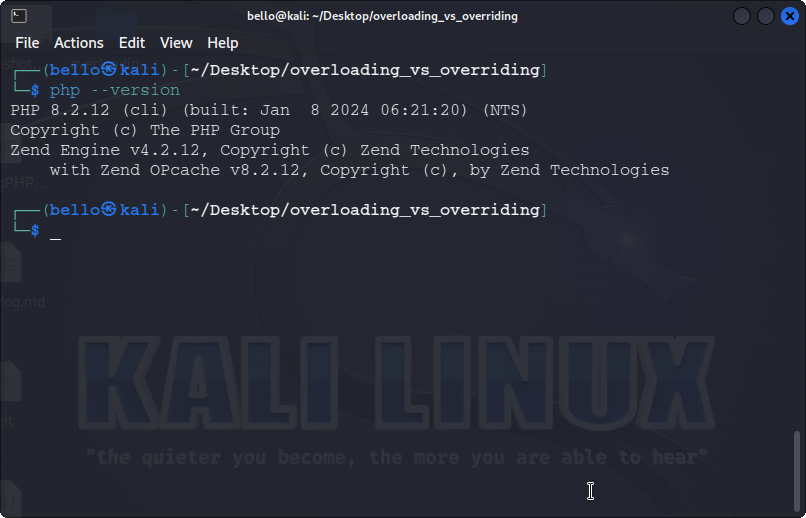 bello@kali: ~/Desktop/overloading_vs_overriding
File Actions Edit View Help
┌──(bello㉿kali)-[~/Desktop/overloading_vs_overriding]
└─$ php --version
PHP 8.2.12 (cli) (built: Jan  8 2024 06:21:20) (NTS)
Copyright (c) The PHP Group
Zend Engine v4.2.12, Copyright (c) Zend Technologies
    with Zend OPcache v8.2.12, Copyright (c), by Zend Technologies
┌──(bello㉿kali)-[~/Desktop/overloading_vs_overriding]
└─$ _
KALI LINUX
"the quieter you become, the more you are able to hear"